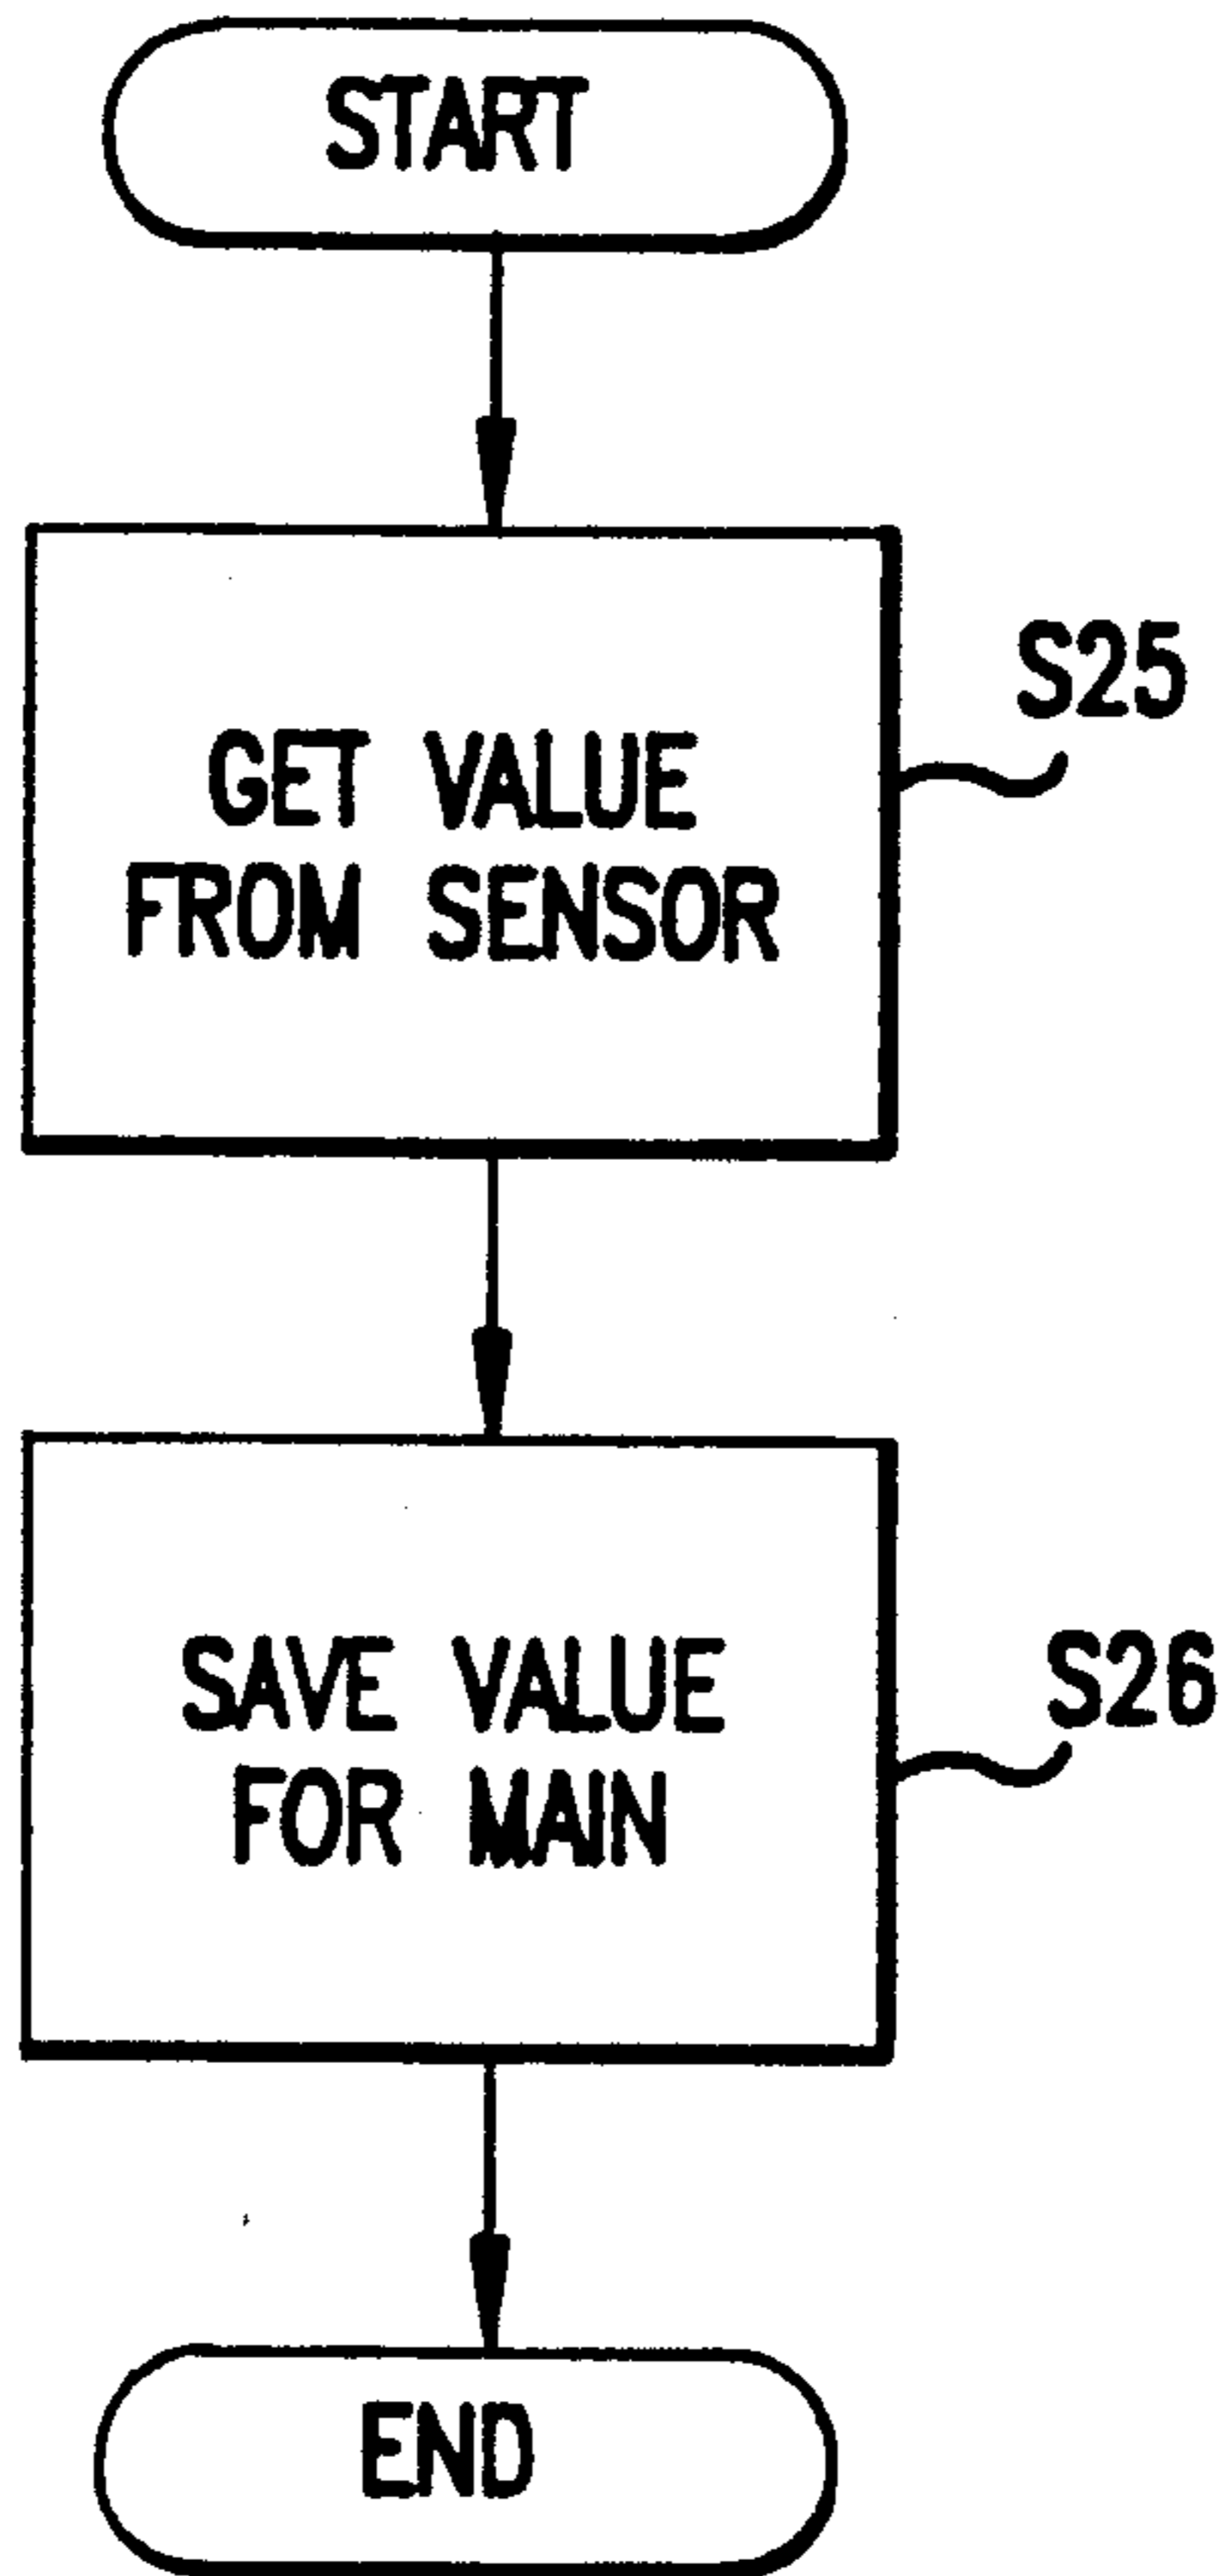 START
GET VALUE
FROM SENSOR
S25
SAVE VALUE
FOR MAIN
S26
END